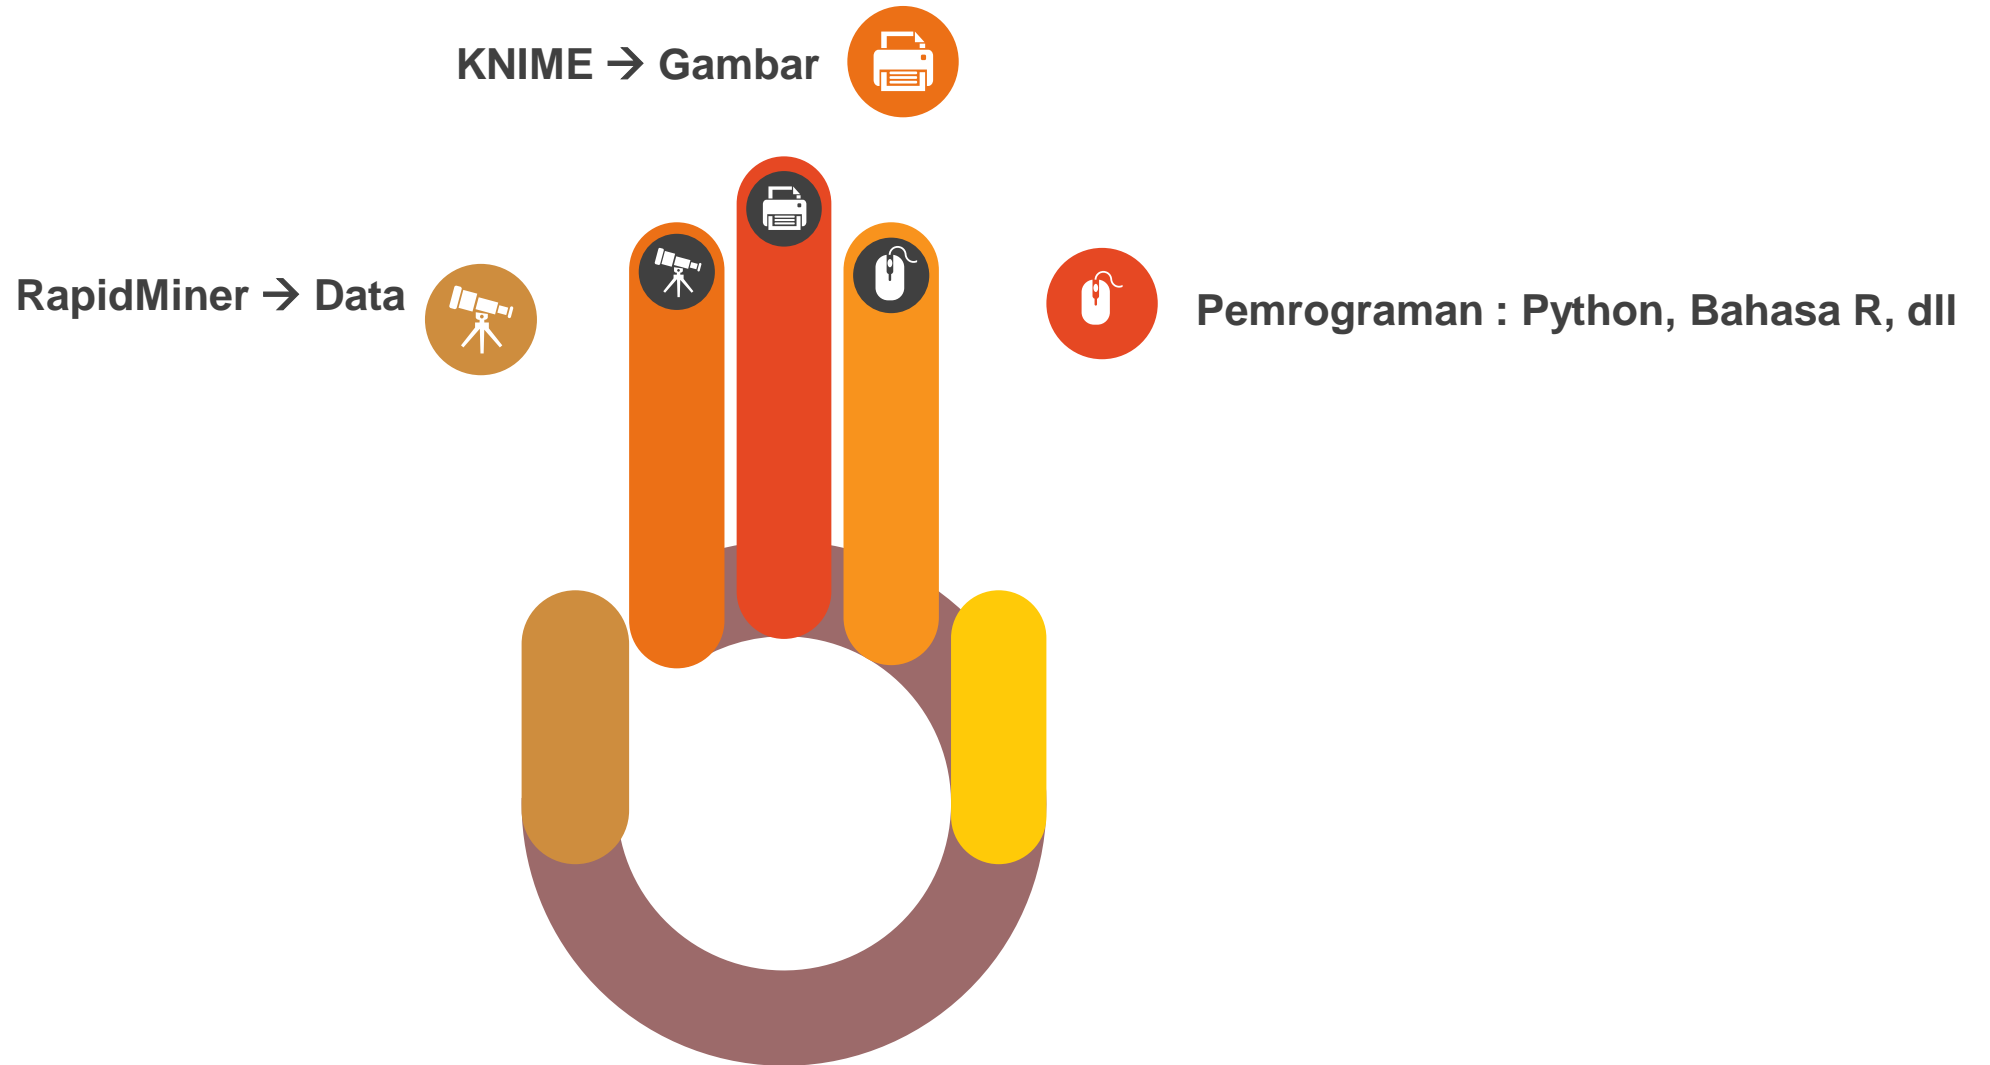 KNIME → Gambar
RapidMiner → Data
Pemrograman : Python, Bahasa R, dll